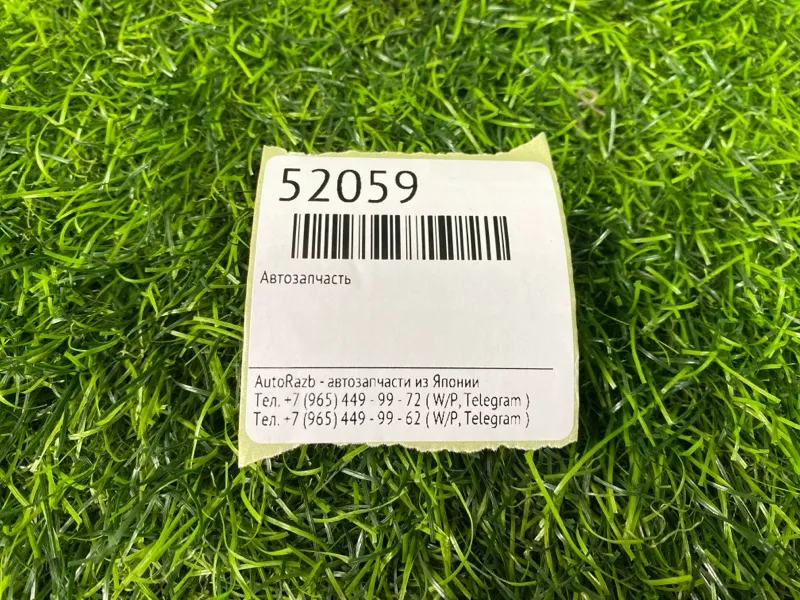 52059
Автозапчасть
AutoRazb - автозапчасти из Японии
Тел. +7 (965) 449 - 99 - 72 ( W/P, Telegram )
Тел. +7 (965) 449 - 99 - 62 ( W/P, Telegram )